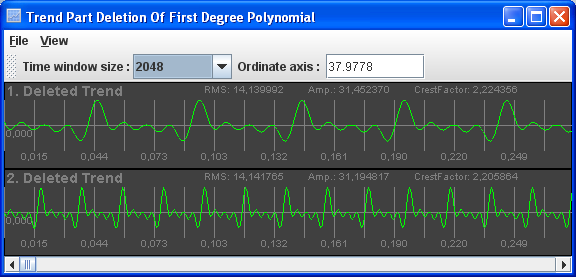 Trend Part Deletion Of First Degree Polynomial
File View
Time window size : 2048 Ordinate axis : 37.9778
1. Deleted Trend RMS: 14,139992 Amp.: 31,452370 CrestFactor: 2,224356
0,000
0,015 0,044 0,073 0,103 0,132 0,161 0,190 0,220 0,249
2. Deleted Trend RMS: 14,141765 Amp.: 31,194817 CrestFactor: 2,205864
0,000
0,015 0,044 0,073 0,103 0,132 0,161 0,190 0,220 0,249